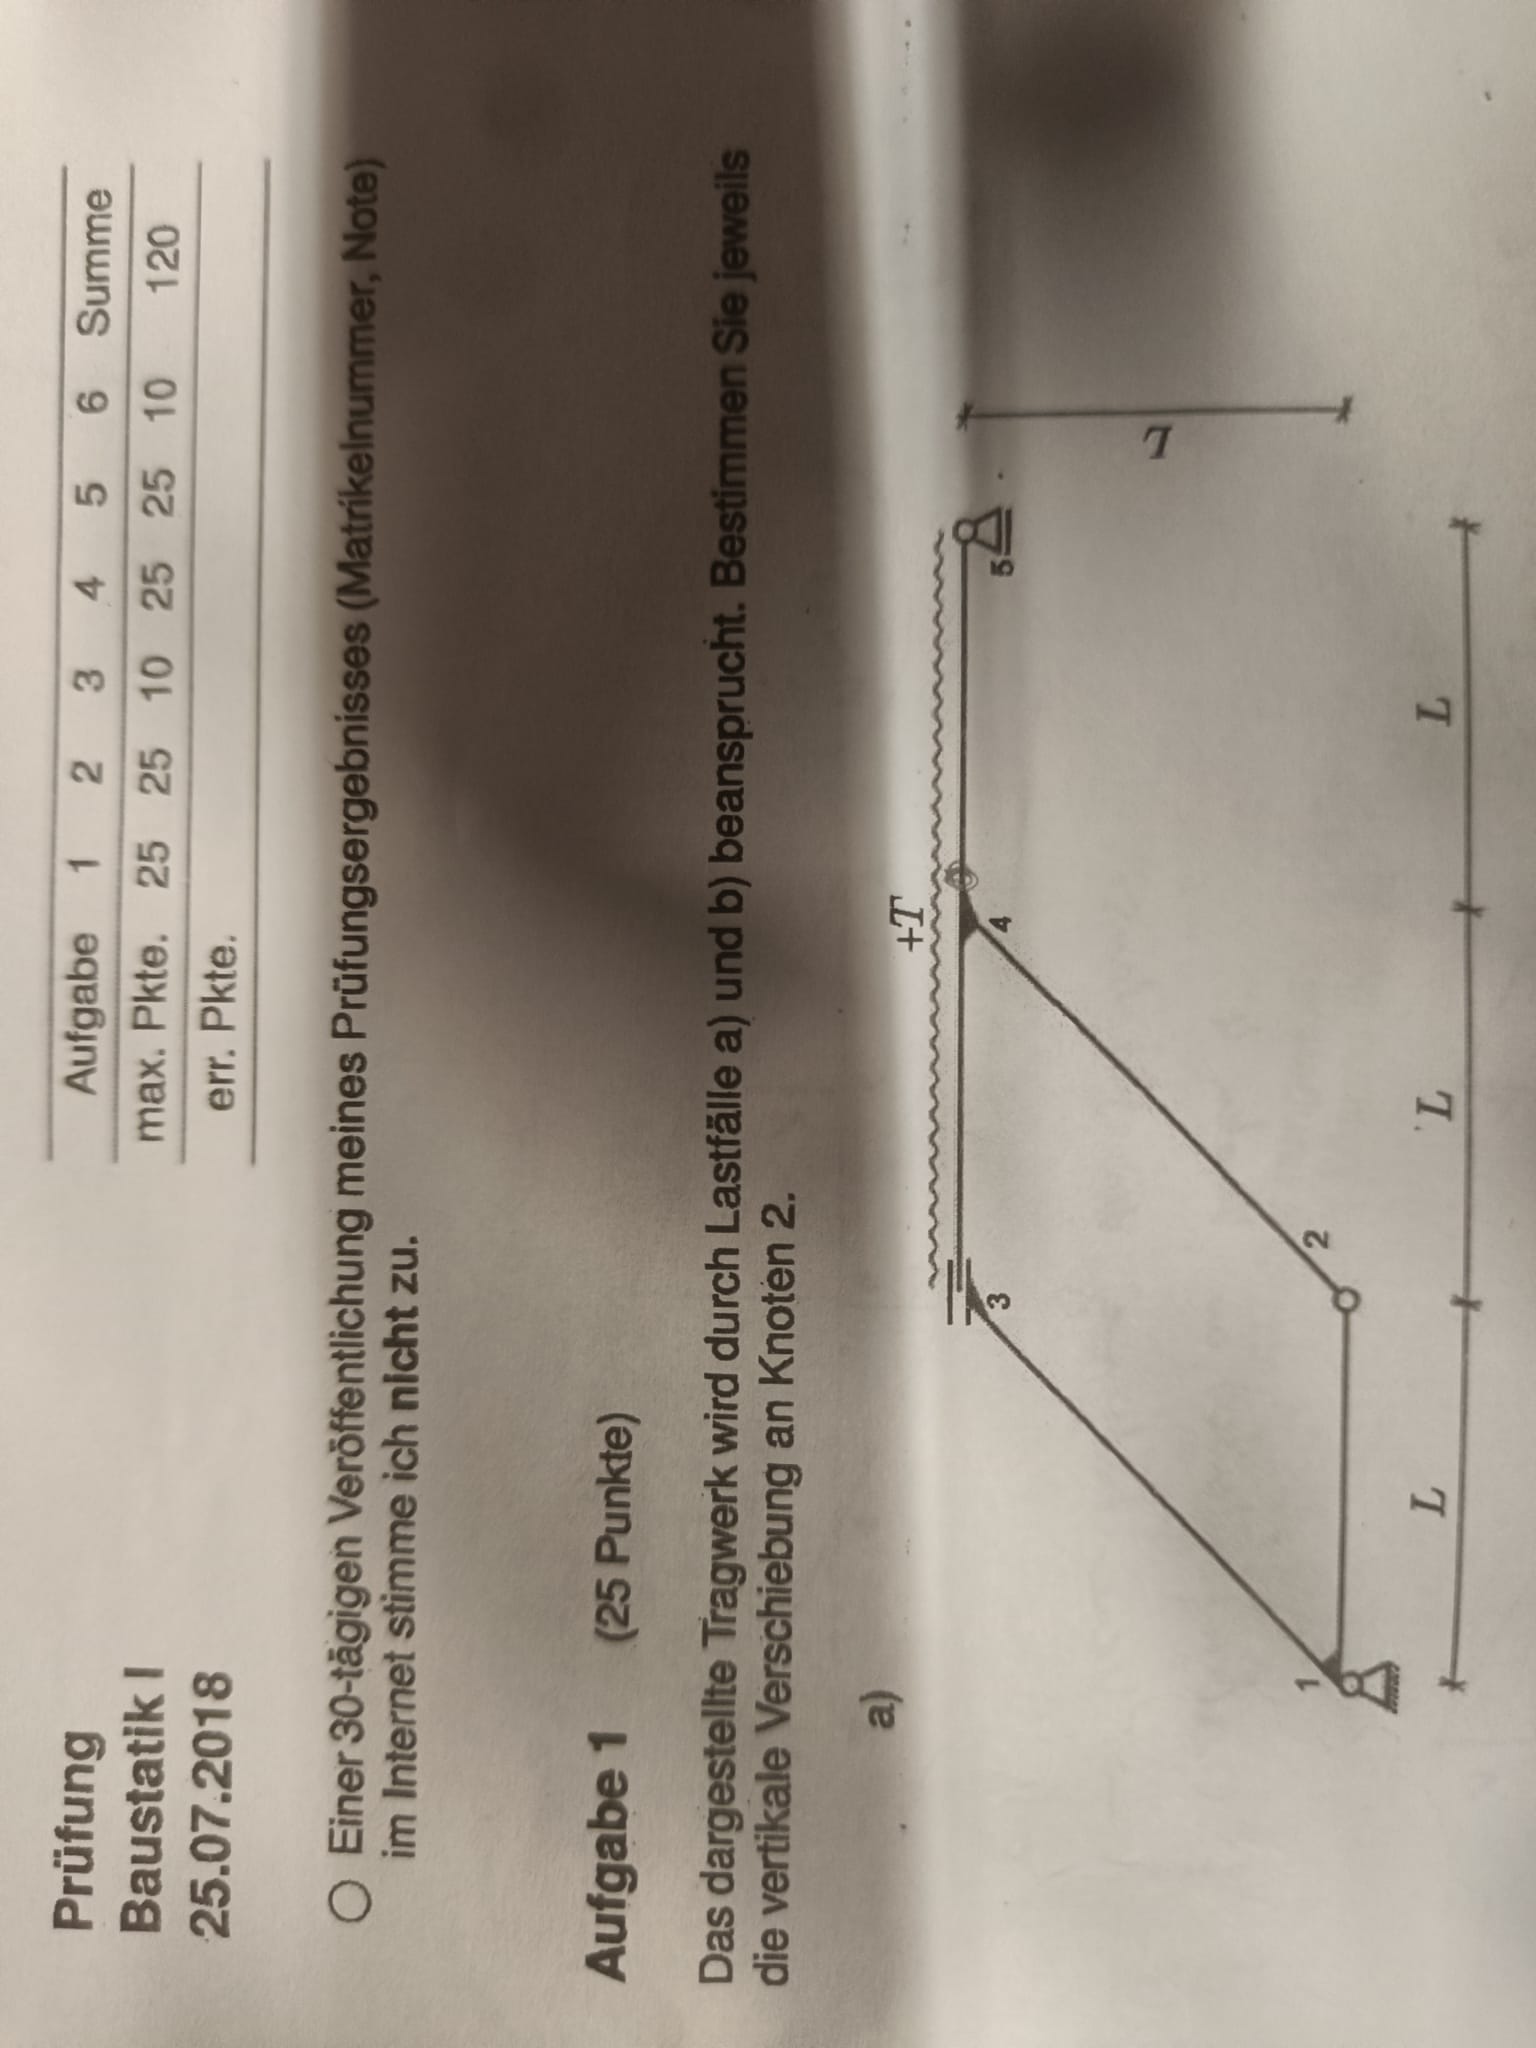 Prüfung
Baustatik I
25.07.2018
Aufgabe 1 2 3 4 5 6 Summe
max. Pkte. 25 25 10 25 25 10 120
err. Pkte.
Einer 30-tägigen Veröffentlichung meines Prüfungsergebnisses (Matrikelnummer, Note)
im Internet stimme ich nicht zu.
Aufgabe 1 (25 Punkte)
Das dargestellte Tragwerk wird durch Lastfälle a) und b) beansprucht. Bestimmen Sie jeweils
die vertikale Verschiebung an Knoten 2.
a)
+T
3
4
5
L
1
2
L
L
L